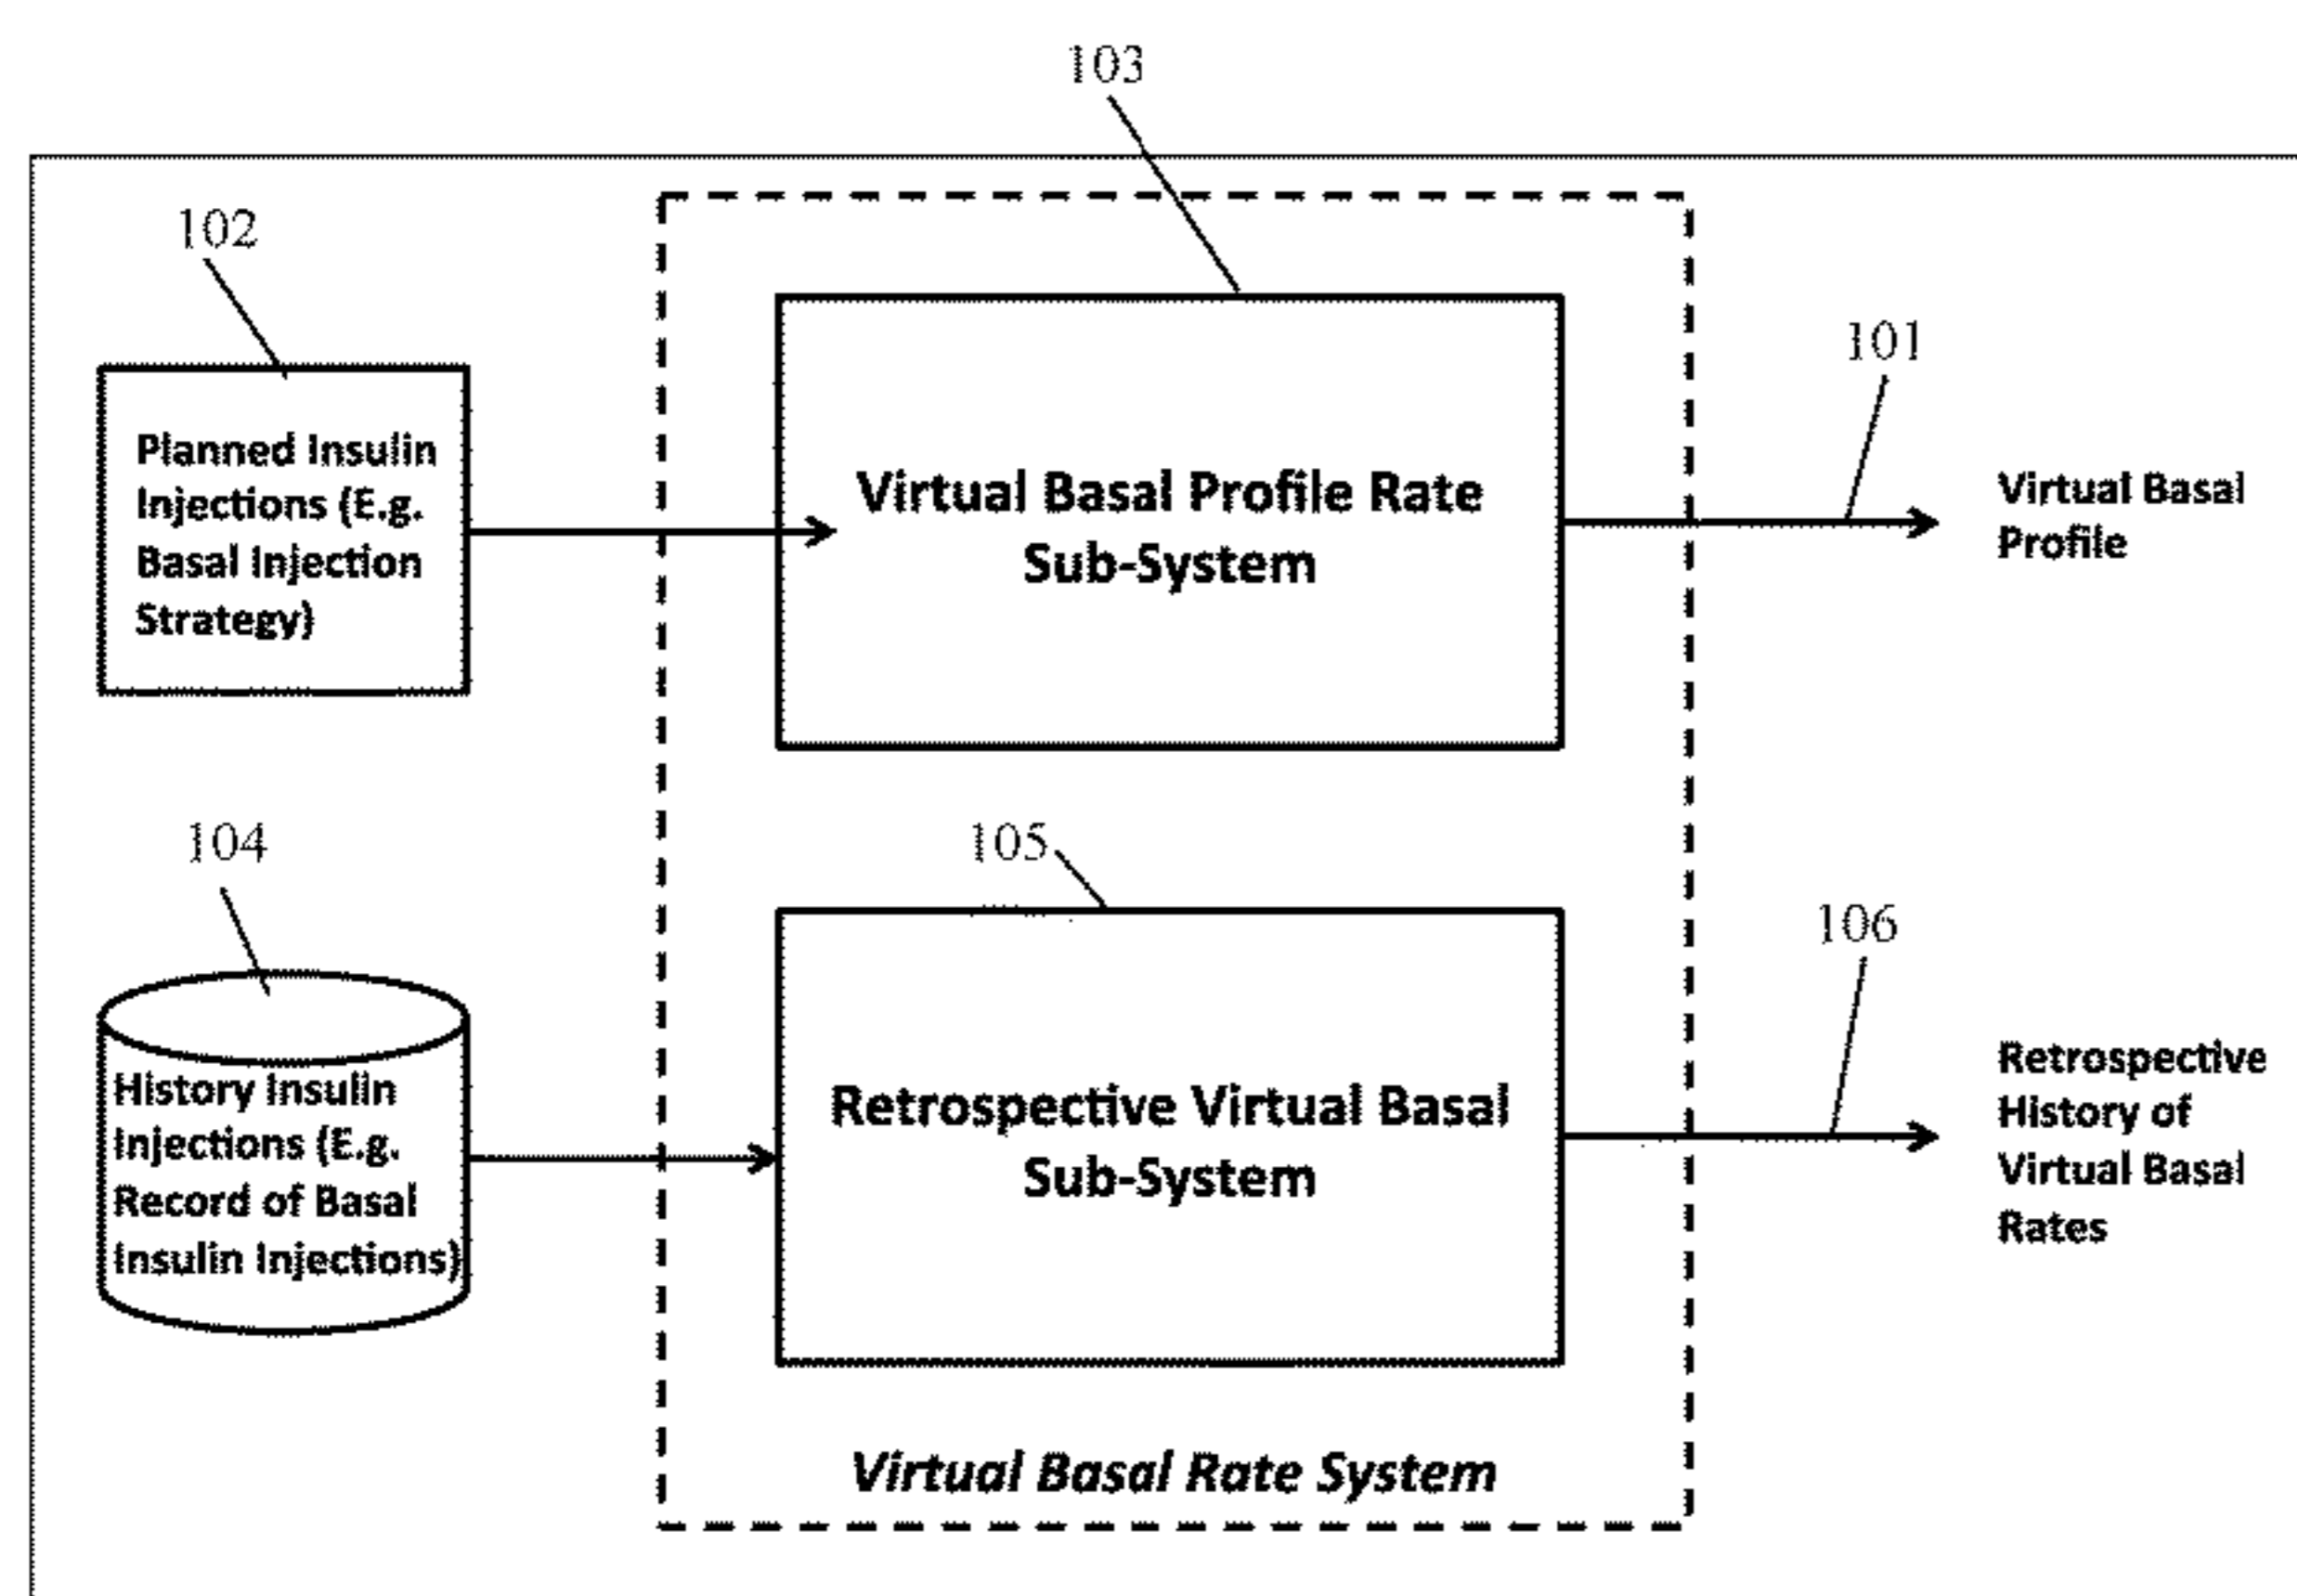 103
102
101
Planned Insulin
Injections (E.g.
Basal Injection
Strategy)
Virtual Basal Profile Rate
Sub-System
Virtual Basal
Profile
104
105
106
History Insulin
Injections (E.g.
Record of Basal
Insulin Injections)
Retrospective Virtual Basal
Sub-System
Retrospective
History of
Virtual Basal
Rates
Virtual Basal Rate System